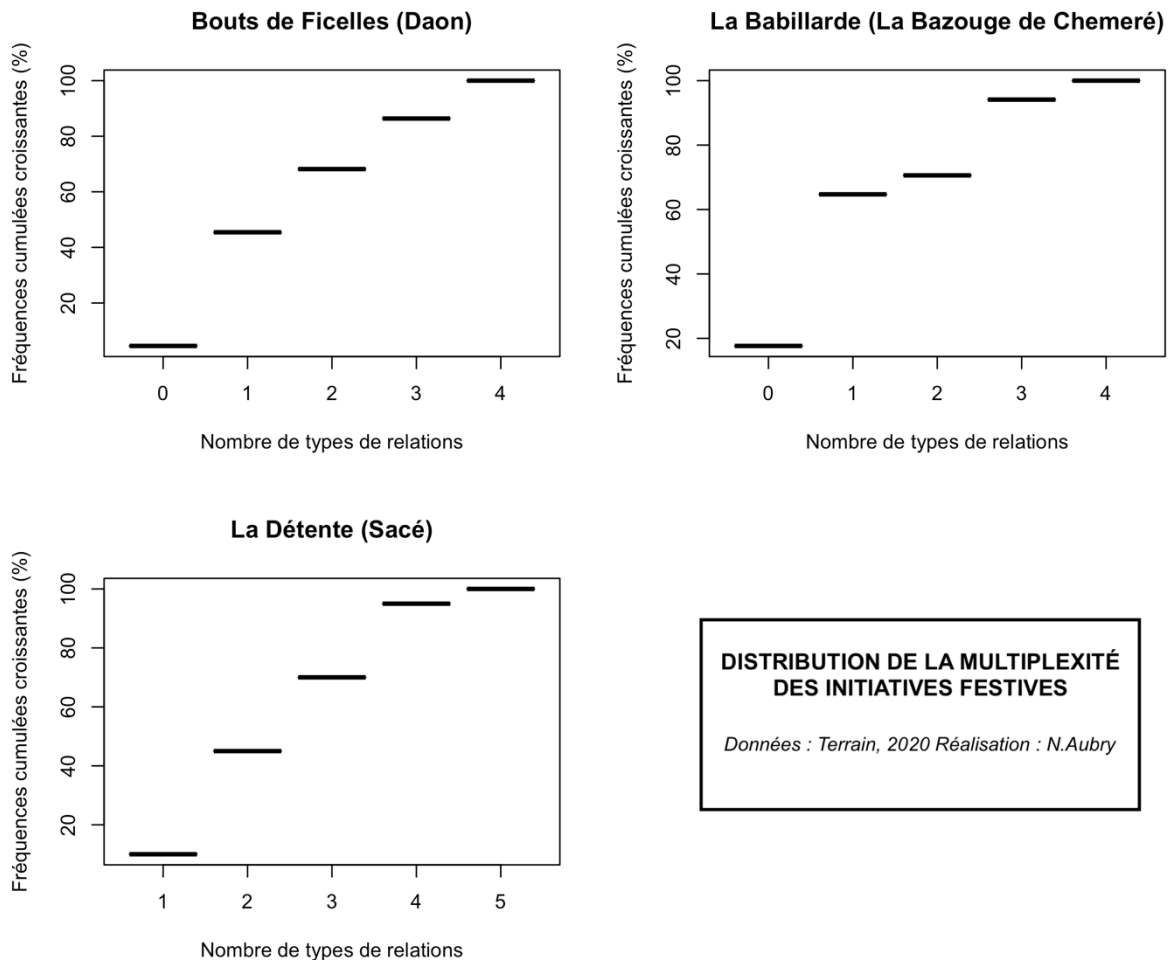 Bouts de Ficelles (Daon)
Fréquences cumulées croissantes (%)
100
80
60
40
20
0 1 2 3 4
Nombre de types de relations
La Babillarde (La Bazouge de Chemeré)
Fréquences cumulées croissantes (%)
100
80
60
40
20
0 1 2 3 4
Nombre de types de relations
La Détente (Sacé)
Fréquences cumulées croissantes (%)
100
80
60
40
20
1 2 3 4 5
Nombre de types de relations
DISTRIBUTION DE LA MULTIPLEXITÉ
DES INITIATIVES FESTIVES
Données : Terrain, 2020 Réalisation : N.Aubry